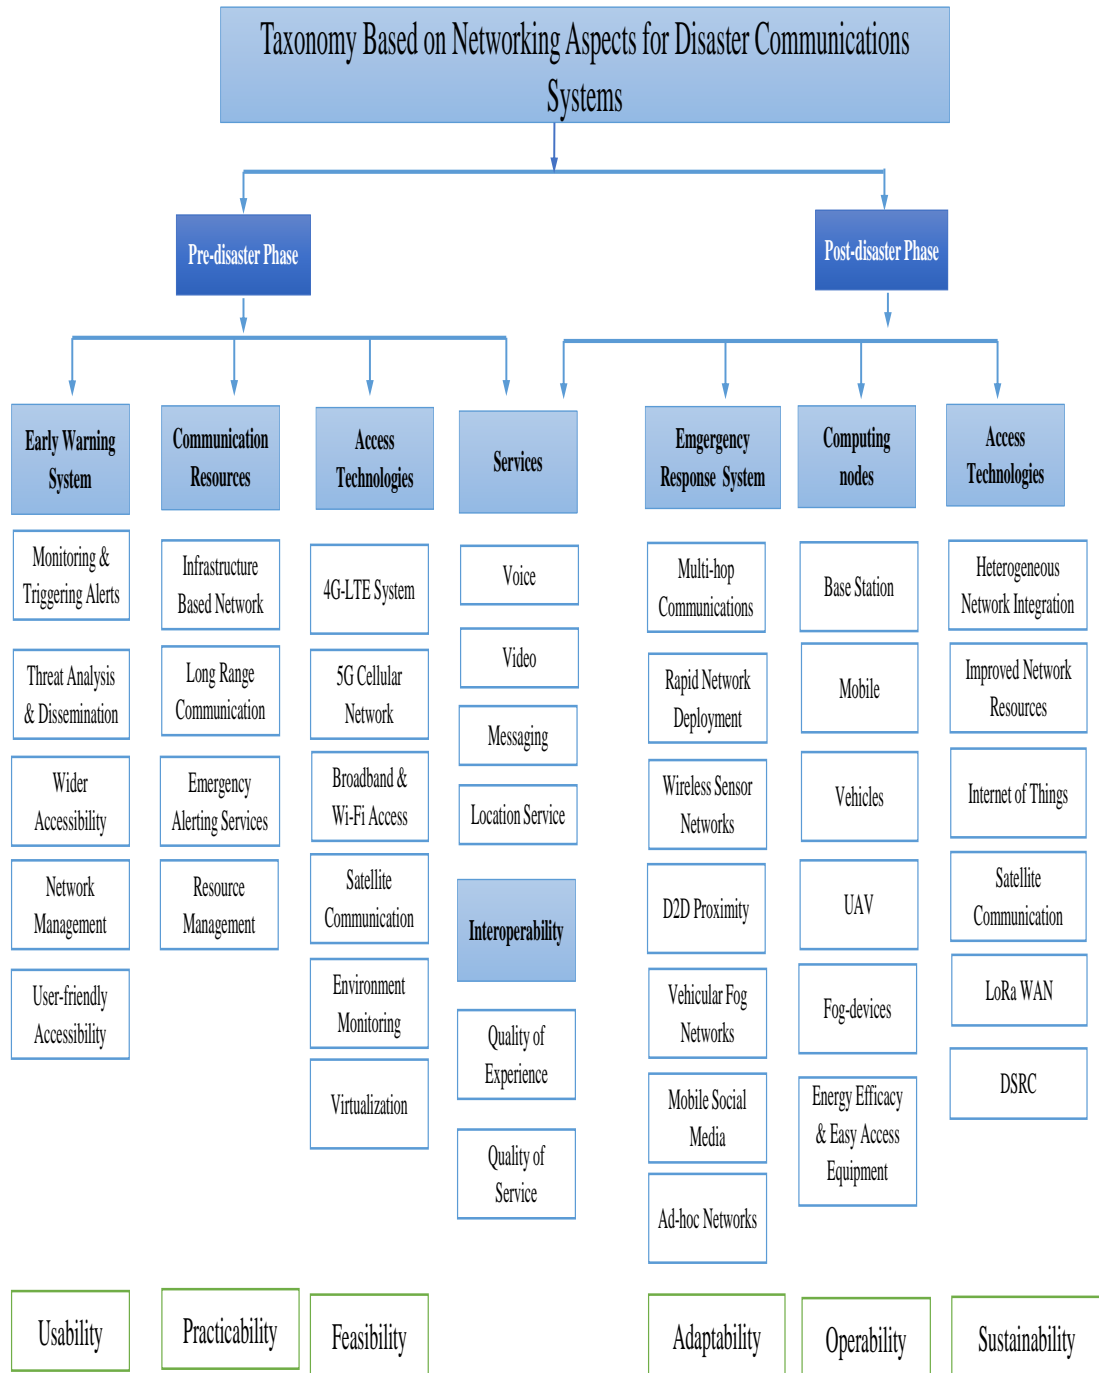 Taxonomy Based on Networking Aspects for Disaster Communications
Systems
Pre-disaster Phase
Post-disaster Phase
Early Warning
System
Communication
Resources
Access
Technologies
Services
Emgergency
Response System
Computing
nodes
Access
Technologies
Monitoring &
Triggering Alerts
Threat Analysis
& Dissemination
Wider
Accessibility
Network
Management
User-friendly
Accessibility
Infrastructure
Based Network
Long Range
Communication
Emergency
Alerting Services
Resource
Management
4G-LTE System
5G Cellular
Network
Broadband &
Wi-Fi Access
Satellite
Communication
Environment
Monitoring
Virtualization
Voice
Video
Messaging
Location Service
Interoperability
Quality of
Experience
Quality of
Service
Multi-hop
Communications
Rapid Network
Deployment
Wireless Sensor
Networks
D2D Proximity
Vehicular Fog
Networks
Mobile Social
Media
Ad-hoc Networks
Base Station
Mobile
Vehicles
UAV
Fog-devices
Energy Efficacy
& Easy Access
Equipment
Heterogeneous
Network Integration
Improved Network
Resources
Internet of Things
Satellite
Communication
LoRa WAN
DSRC
Usability
Practicability
Feasibility
Adaptability
Operability
Sustainability